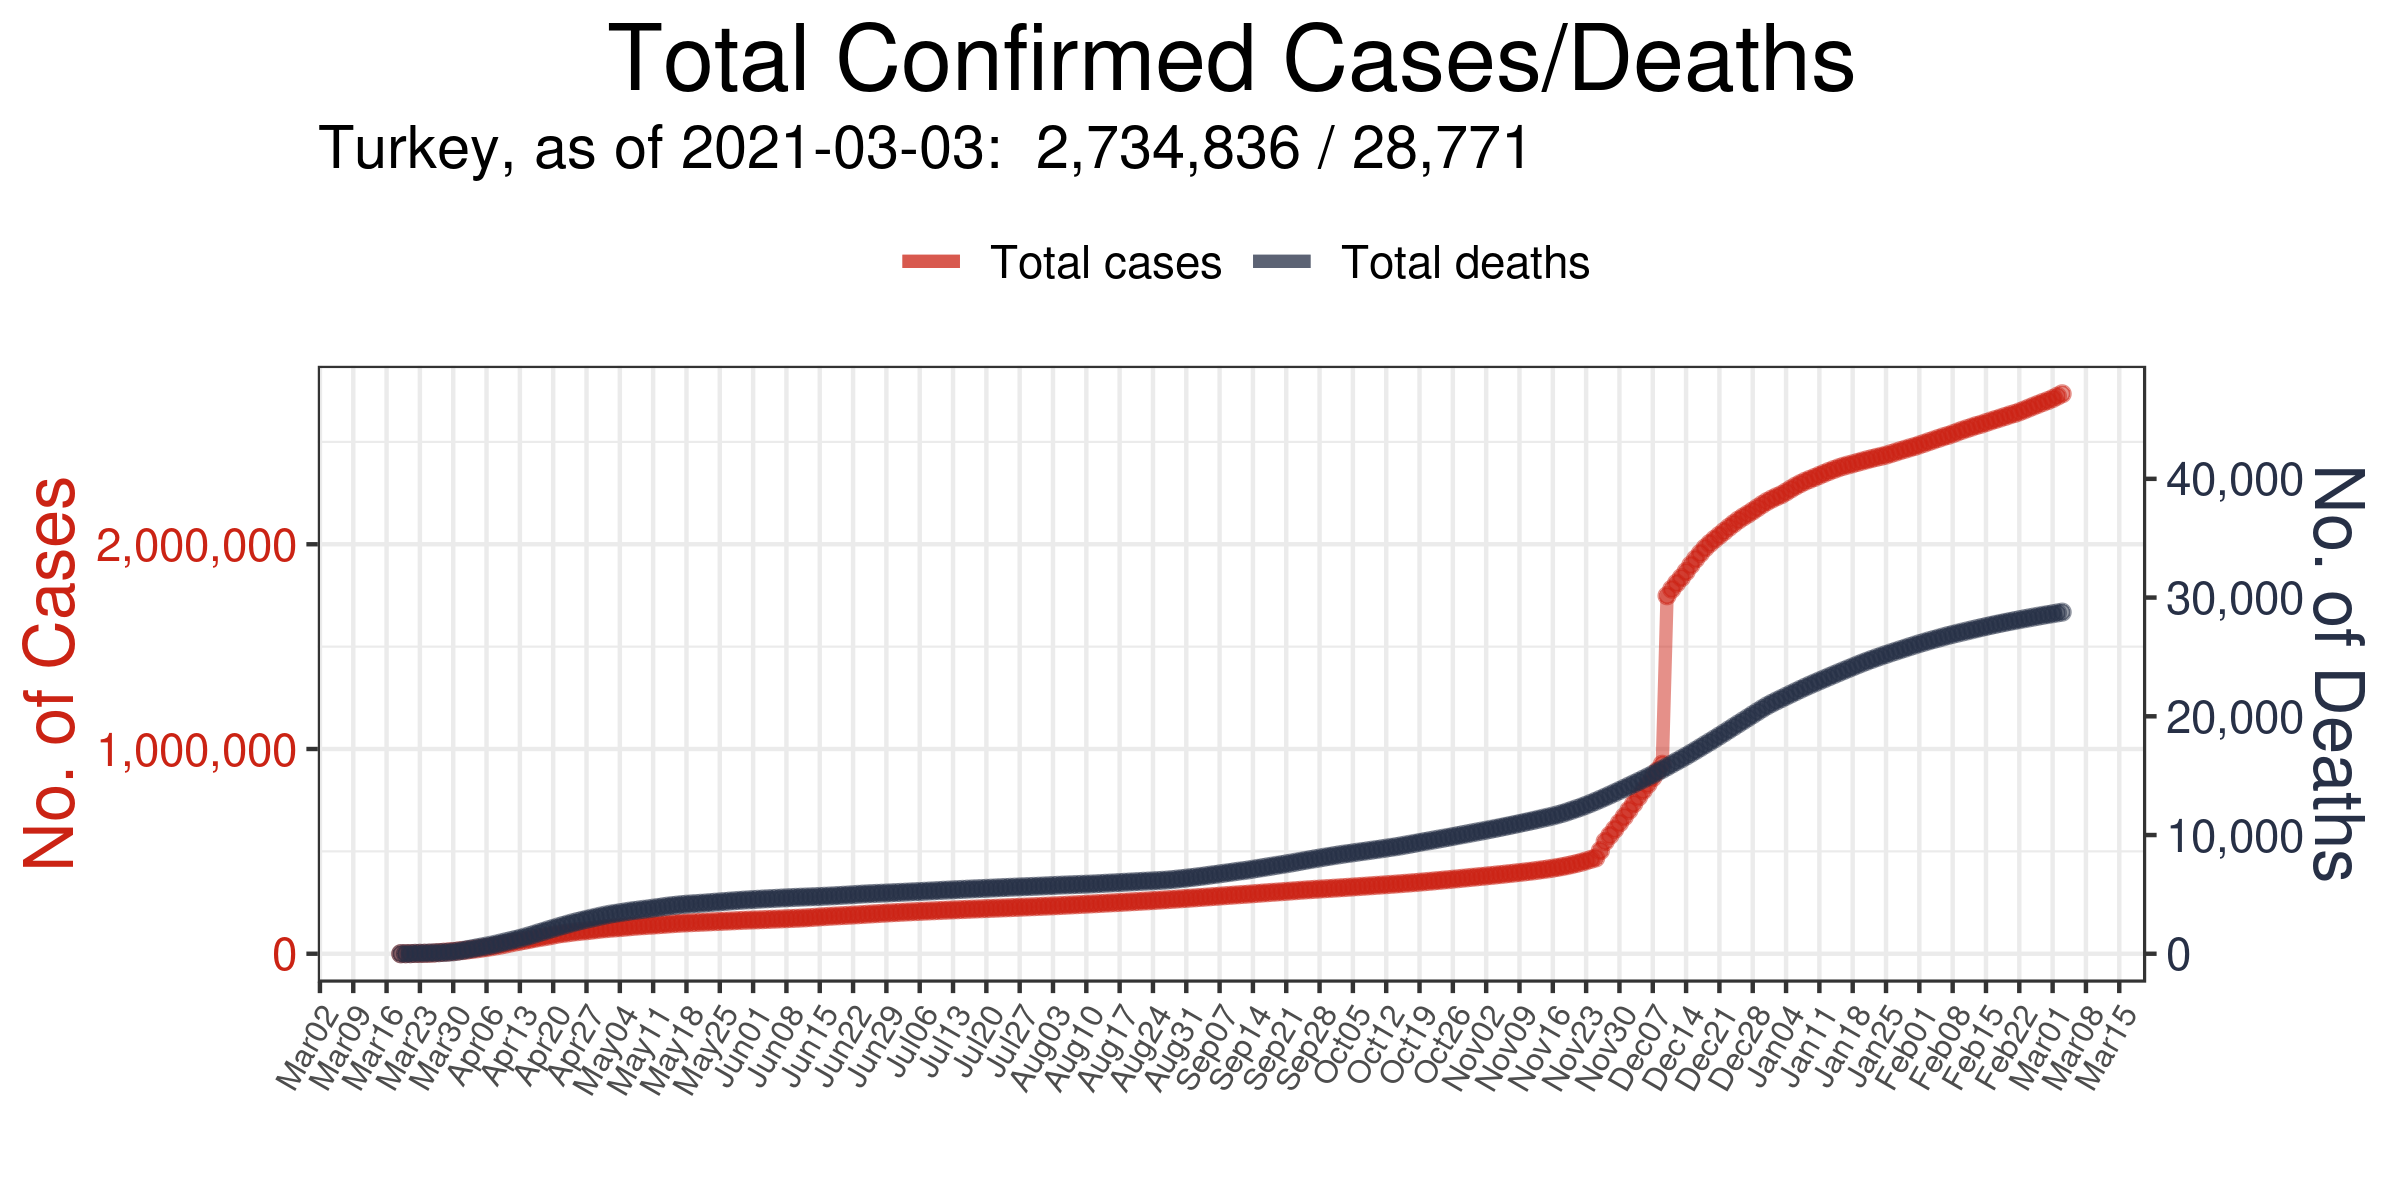 Total Confirmed Cases/Deaths
Turkey, as of 2021-03-03:  2,734,836 / 28,771
Total cases
Total deaths
No. of Cases
2,000,000
1,000,000
0
40,000
30,000
20,000
10,000
0
No. of Deaths
Mar02
Mar09
Mar16
Mar23
Mar30
Apr06
Apr13
Apr20
Apr27
May04
May11
May18
May25
Jun01
Jun08
Jun15
Jun22
Jun29
Jul06
Jul13
Jul20
Jul27
Aug03
Aug10
Aug17
Aug24
Aug31
Sep07
Sep14
Sep21
Sep28
Oct05
Oct12
Oct19
Oct26
Nov02
Nov09
Nov16
Nov23
Nov30
Dec07
Dec14
Dec21
Dec28
Jan04
Jan11
Jan18
Jan25
Feb01
Feb08
Feb15
Feb22
Mar01
Mar08
Mar15